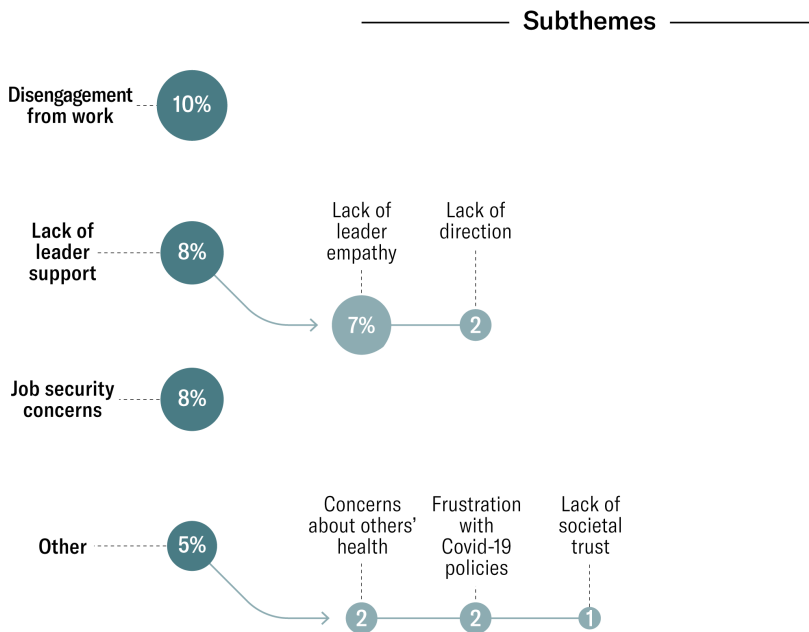 Subthemes
Disengagement
from work
10%
Lack of
leader
support
8%
Lack of
leader
empathy
7%
Lack of
direction
2
Job security
concerns
8%
Other
5%
Concerns
about others’
health
2
Frustration
with
Covid-19
policies
2
Lack of
societal
trust
1